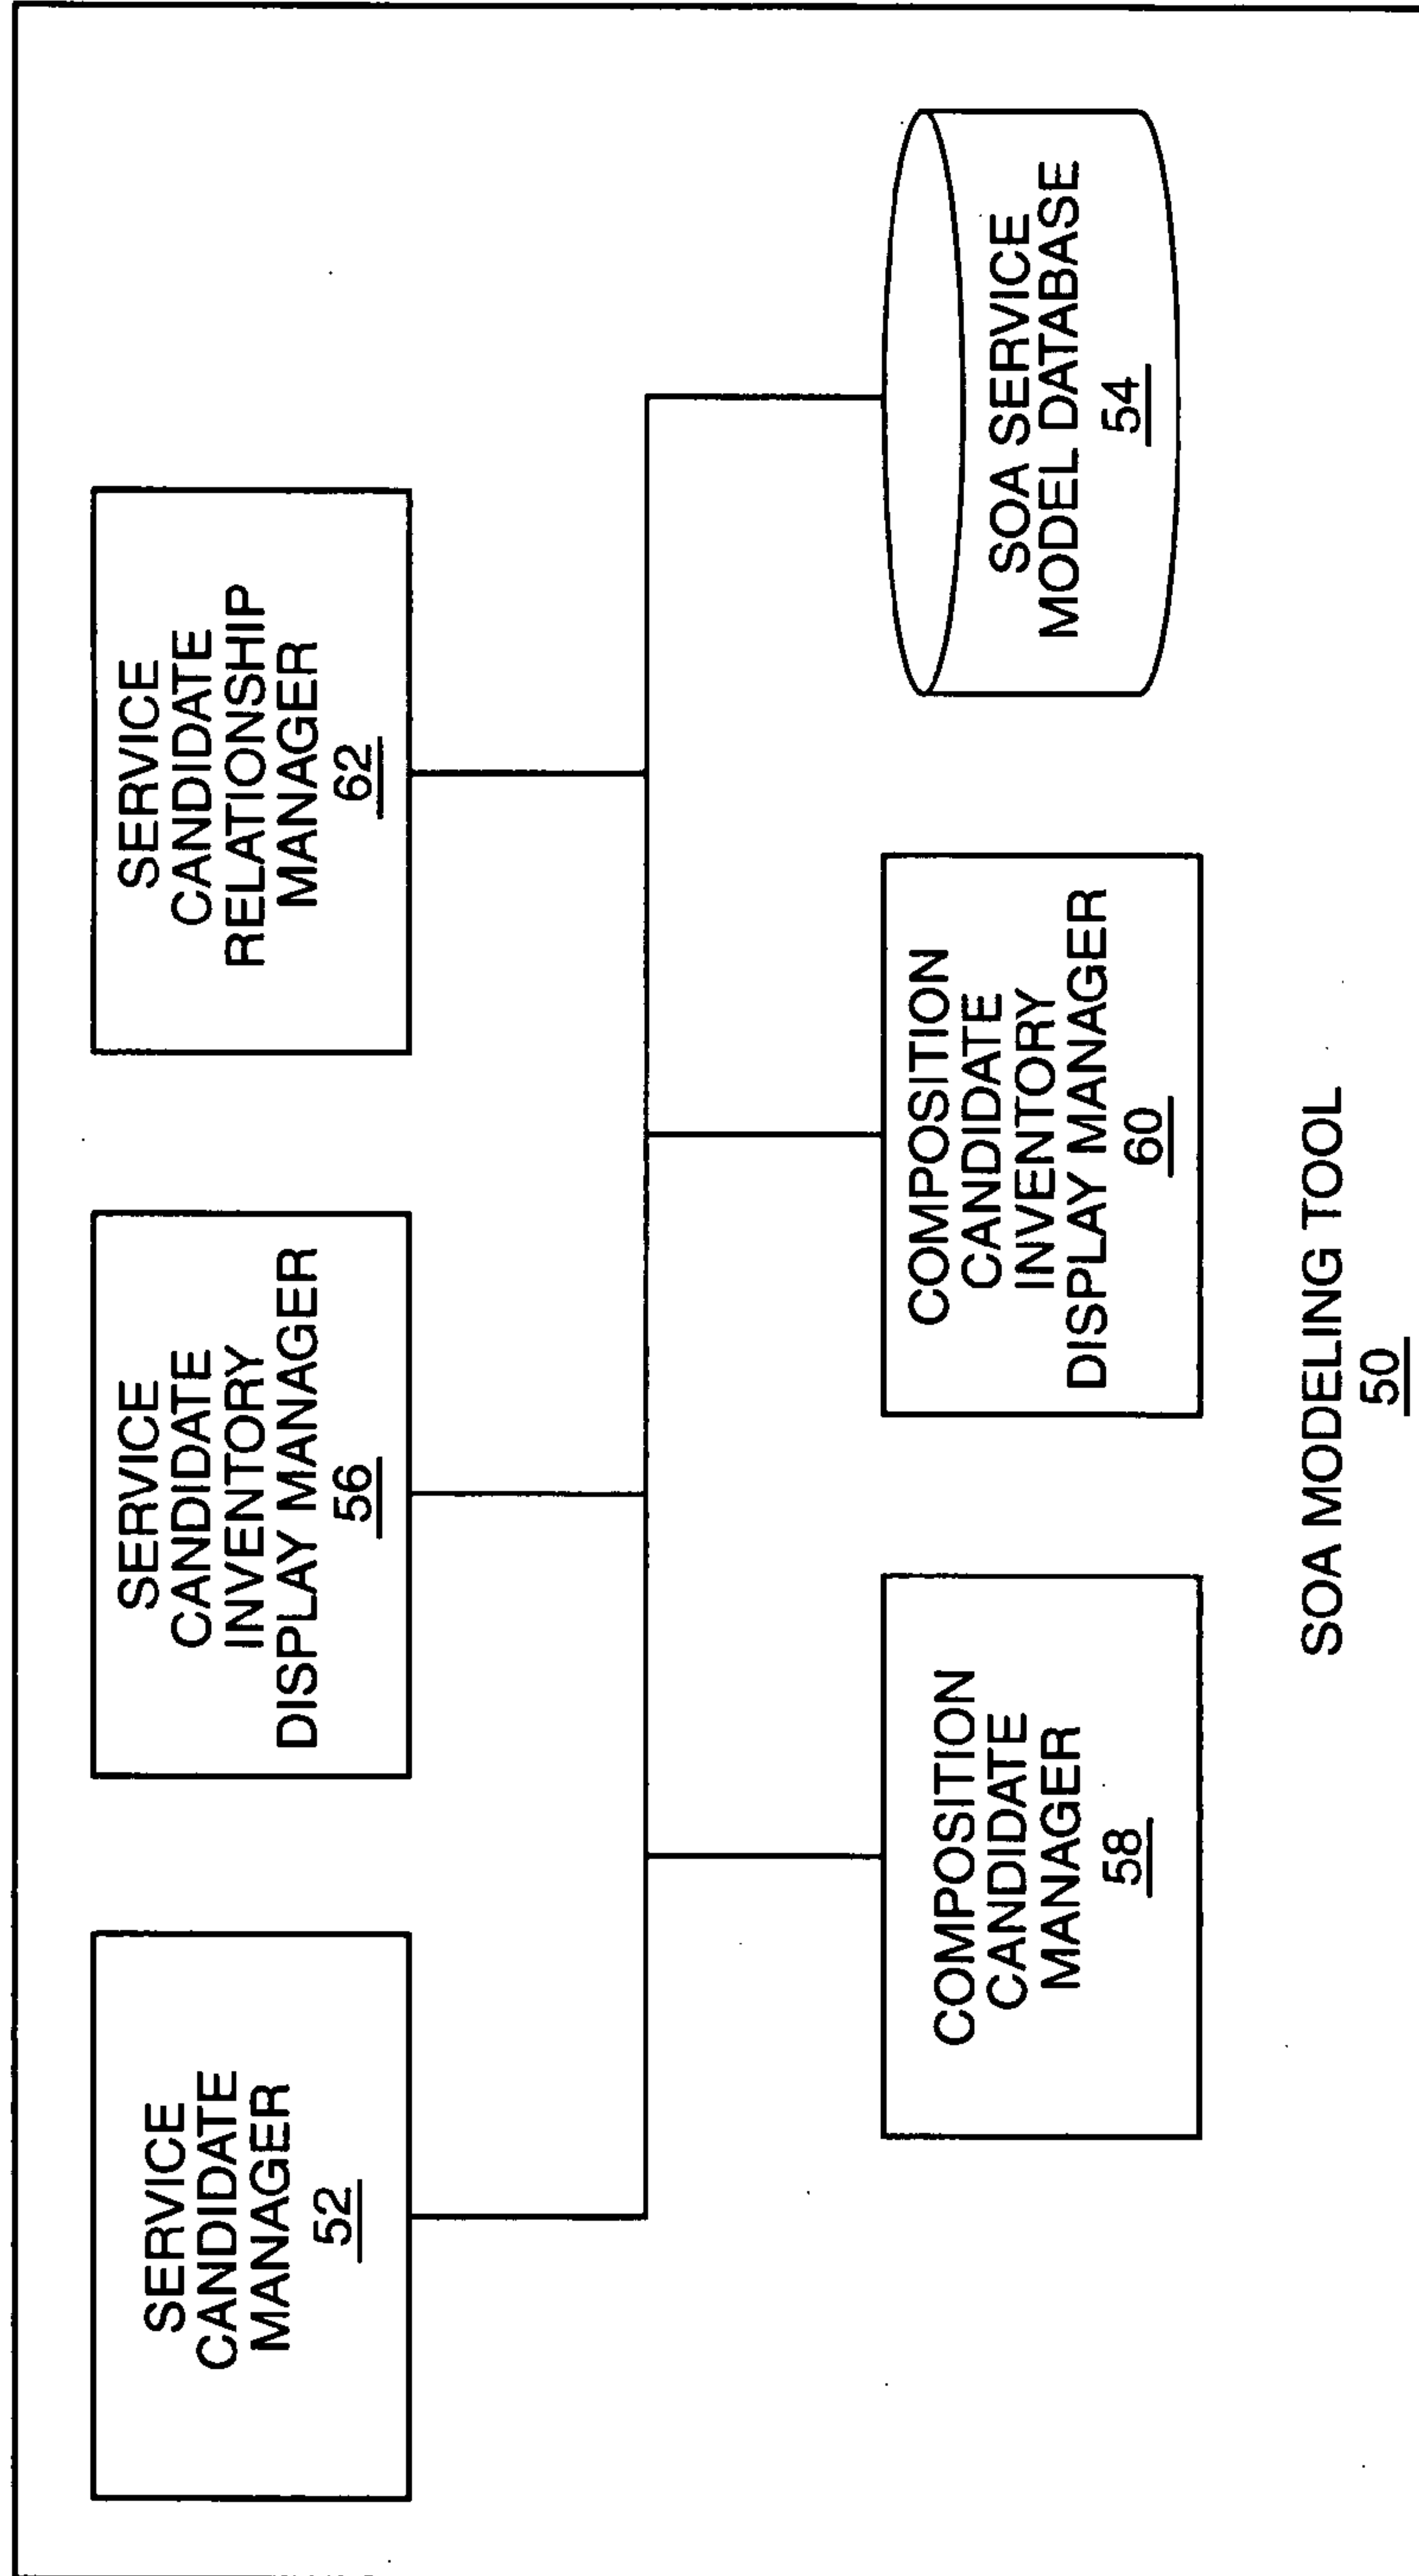 SERVICE
CANDIDATE
MANAGER
52
SERVICE
CANDIDATE
INVENTORY
DISPLAY MANAGER
56
SERVICE
CANDIDATE
RELATIONSHIP
MANAGER
62
COMPOSITION
CANDIDATE
MANAGER
58
COMPOSITION
CANDIDATE
INVENTORY
DISPLAY MANAGER
60
SOA SERVICE
MODEL DATABASE
54
SOA MODELING TOOL
50